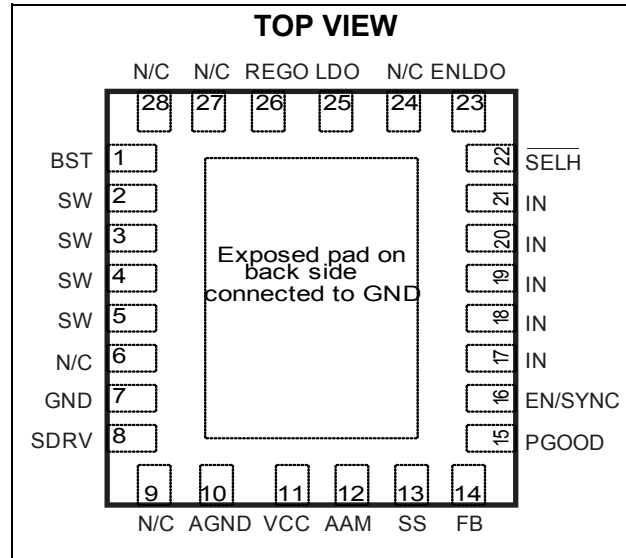 TOP VIEW
N/C N/C REGO LDO N/C ENLDO
28 27 26 25 24 23
BST 1 22 SELH
SW 2 21 IN
SW 3 20 IN
SW 4 19 IN
SW 5 18 IN
N/C 6 17 IN
GND 7 16 EN/SYNC
SDRV 8 15 PGOOD
Exposed pad on
back side
connected to GND
9 10 11 12 13 14
N/C AGND VCC AAM SS FB